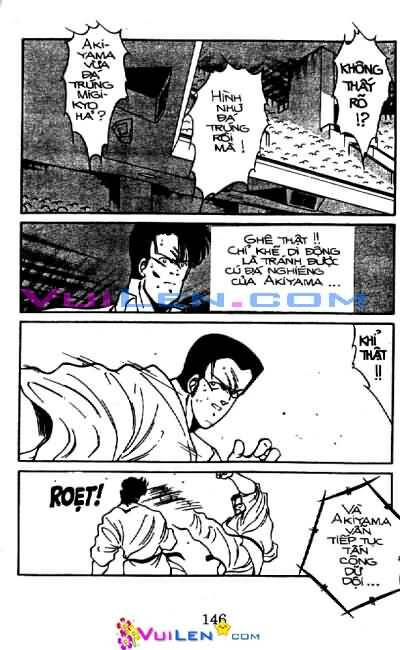 AKI-
YAMA
VỪA
ĐÁ
TRÚNG
MIGI-
KYO
HẢ?
HÌNH
NHƯ
ĐÁ
TRÚNG
RỒI
MÀ!
KHÔNG
THẤY
RÕ
!?
GHÊ THẬT!!
CHỈ KHẼ DI ĐỘNG
LÀ TRÁNH ĐƯỢC
CÚ ĐÁ NGHIÊNG
CỦA AKIYAMA...
VUILEN.COM
KHỈ
THẬT
!!
ROẸT!
VÀ
AKIYAMA
VẪN
TIẾP TỤC
TẤN
CÔNG
DỮ
DỘI...
146
VUILEN.COM